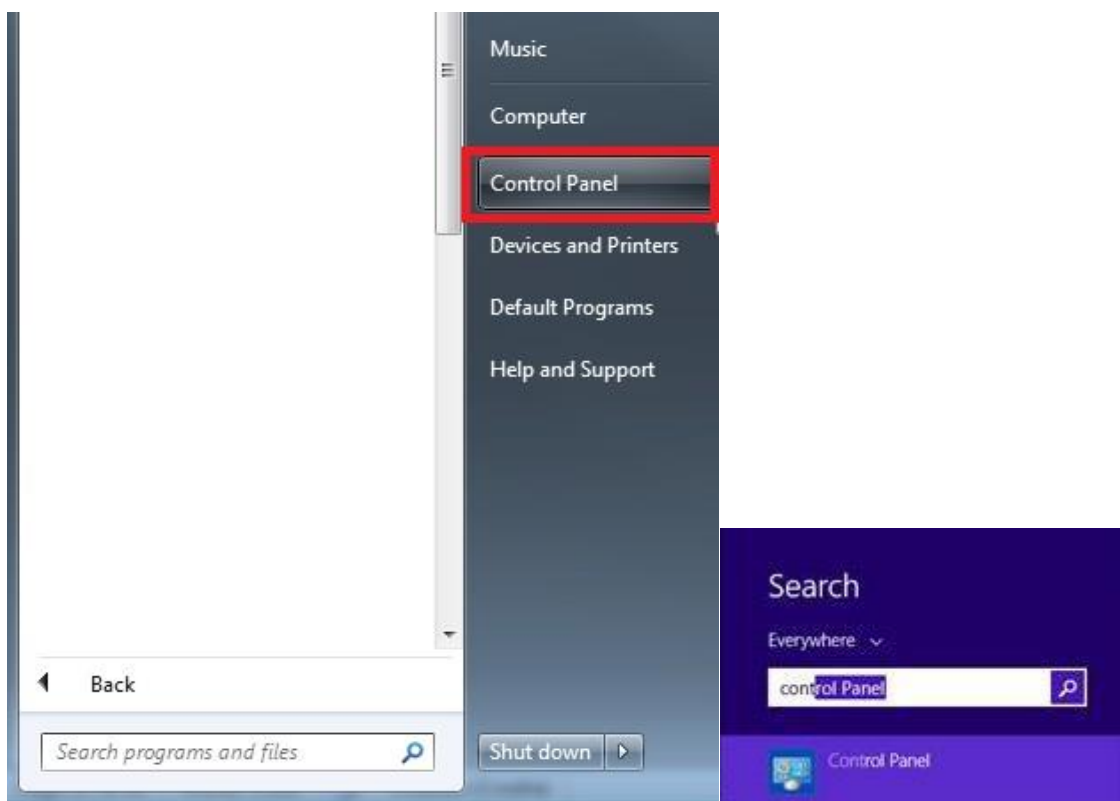 Music
Computer
Control Panel
Devices and Printers
Default Programs
Help and Support
Back
Search programs and files
Shut down
Search
Everywhere
control Panel
Control Panel